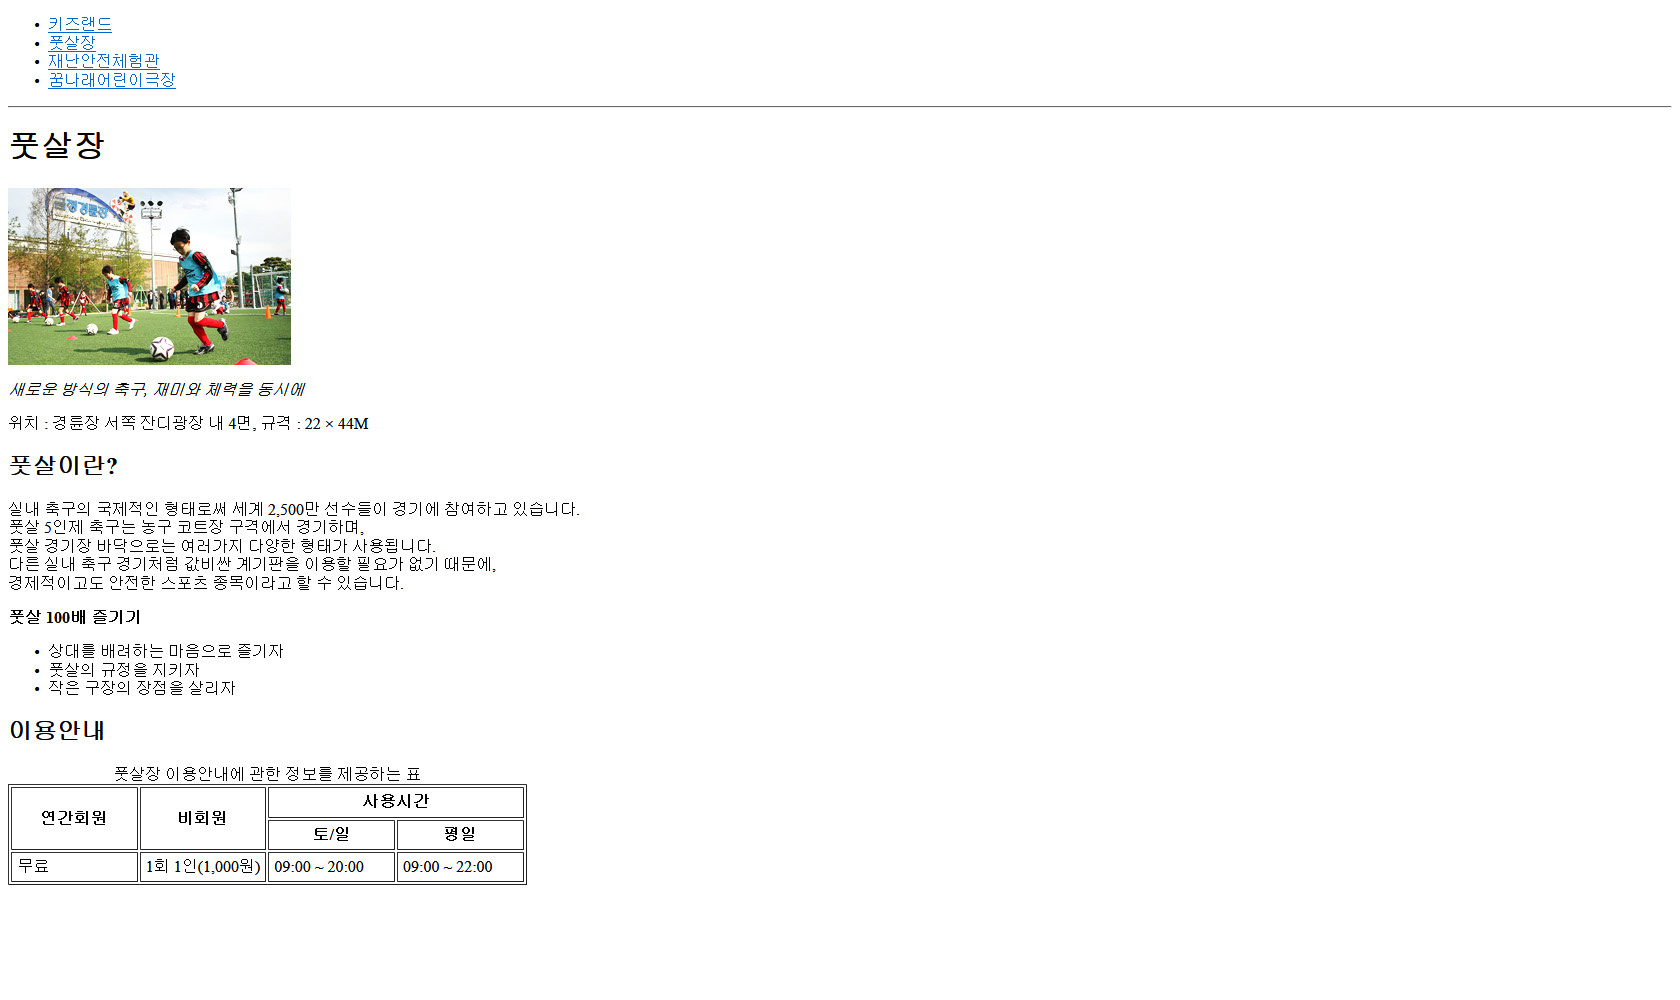 키즈랜드
풋살장
재난안전체험관
꿈나래어린이극장
풋살장
경륜장
새로운 방식의 축구, 재미와 체력을 동시에
위치 : 경륜장 서쪽 잔디광장 내 4면, 규격 : 22 × 44M
풋살이란?
실내 축구의 국제적인 형태로써 세계 2,500만 선수들이 경기에 참여하고 있습니다.
풋살 5인제 축구는 농구 코트장 구격에서 경기하며,
풋살 경기장 바닥으로는 여러가지 다양한 형태가 사용됩니다.
다른 실내 축구 경기처럼 값비싼 계기판을 이용할 필요가 없기 때문에,
경제적이고도 안전한 스포츠 종목이라고 할 수 있습니다.
풋살 100배 즐기기
상대를 배려하는 마음으로 즐기자
풋살의 규정을 지키자
작은 구장의 장점을 살리자
이용안내
풋살장 이용안내에 관한 정보를 제공하는 표
연간회원 비회원 사용시간
토/일 평일
무료 1회 1인(1,000원) 09:00 ~ 20:00 09:00 ~ 22:00